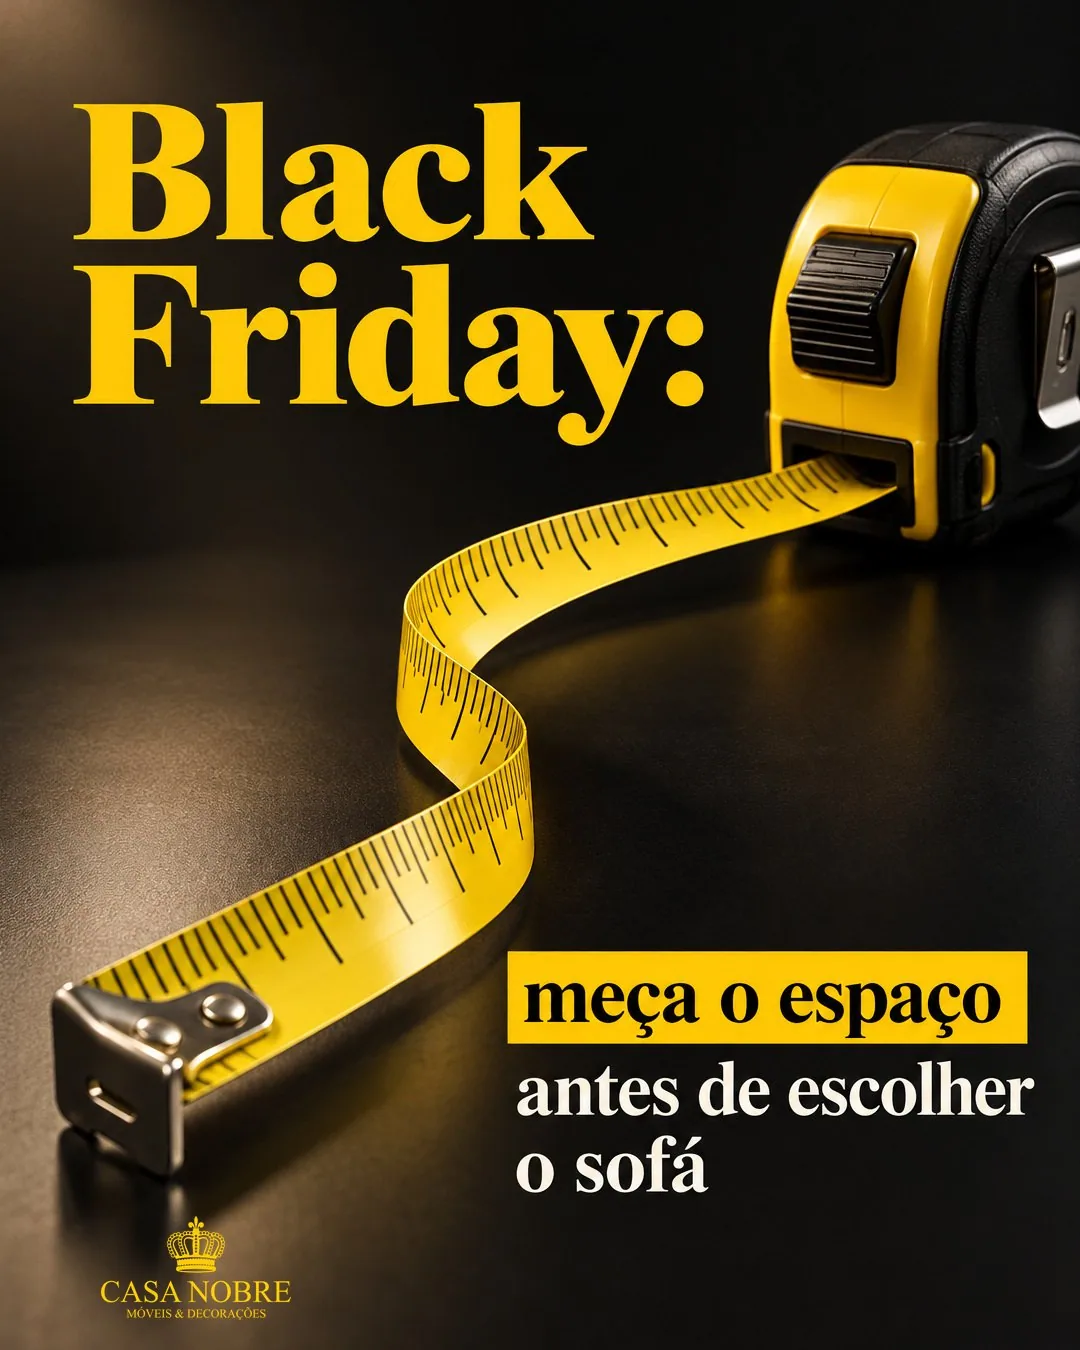 Black
Friday:
meça o espaço
antes de escolher
o sofá
CASA NOBRE
MÓVEIS & DECORAÇÕES